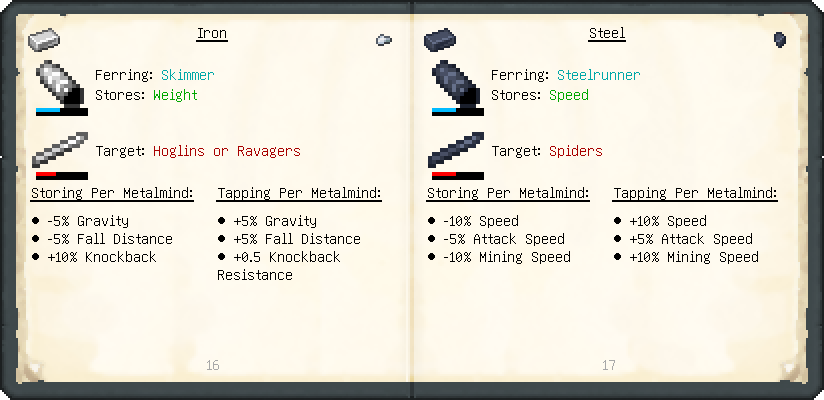 Iron
Ferring: Skimmer
Stores: Weight
Target: Hoglins or Ravagers
Storing Per Metalmind:
● -5% Gravity
● -5% Fall Distance
● +10% Knockback
Tapping Per Metalmind:
● +5% Gravity
● +5% Fall Distance
● +0.5 Knockback
Resistance
16
Steel
Ferring: Steelrunner
Stores: Speed
Target: Spiders
Storing Per Metalmind:
● -10% Speed
● -5% Attack Speed
● -10% Mining Speed
Tapping Per Metalmind:
● +10% Speed
● +5% Attack Speed
● +10% Mining Speed
17